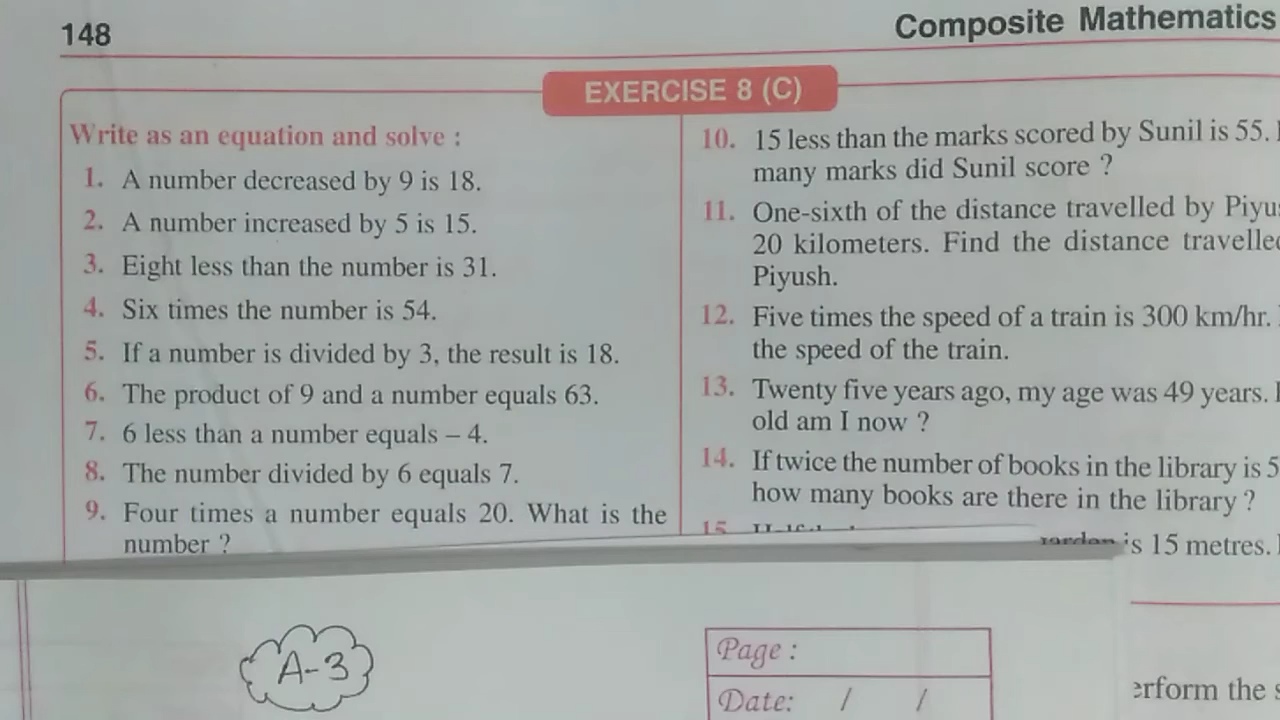 148
Composite Mathematics
EXERCISE 8 (C)
Write as an equation and solve :
1. A number decreased by 9 is 18.
2. A number increased by 5 is 15.
3. Eight less than the number is 31.
4. Six times the number is 54.
5. If a number is divided by 3, the result is 18.
6. The product of 9 and a number equals 63.
7. 6 less than a number equals – 4.
8. The number divided by 6 equals 7.
9. Four times a number equals 20. What is the
number ?
10. 15 less than the marks scored by Sunil is 55.
many marks did Sunil score ?
11. One-sixth of the distance travelled by
20 kilometers. Find the distance
Piyush.
12. Five times the speed of a train is 300 km/hr.
the speed of the train.
13. Twenty five years ago, my age was 49 years.
old am I now ?
14. If twice the number of books in the library is
how many books are there in the library ?
15.
is 15 metres.
A-3
Page :
Date: / /
the